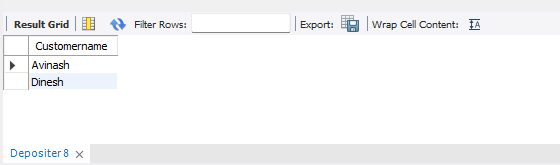 Result Grid Filter Rows: Export: Wrap Cell Content:
Customername
Avinash
Dinesh
Depositer 8